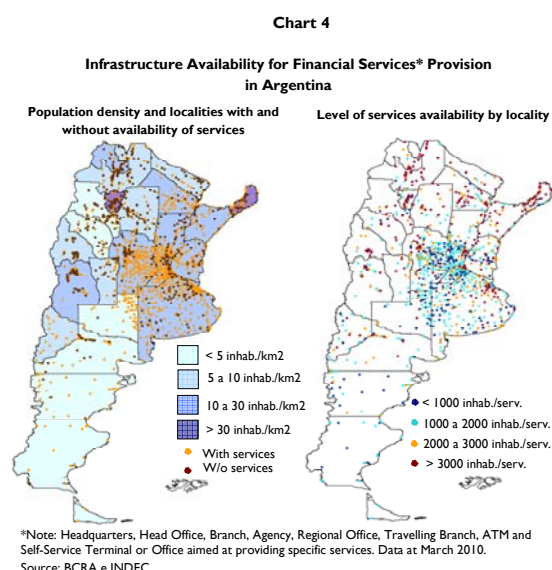 Chart 4
Infrastructure Availability for Financial Services* Provision
in Argentina
Population density and localities with and
without availability of services
Level of services availability by locality
< 5 inhab./km2
5 a 10 inhab./km2
10 a 30 inhab./km2
> 30 inhab./km2
With services
W/o services
< 1000 inhab./serv.
1000 a 2000 inhab./serv.
2000 a 3000 inhab./serv.
> 3000 inhab./serv.
*Note: Headquarters, Head Office, Branch, Agency, Regional Office, Travelling Branch, ATM and
Self-Service Terminal or Office aimed at providing specific services. Data at March 2010.
Source: BCRA e INDEC